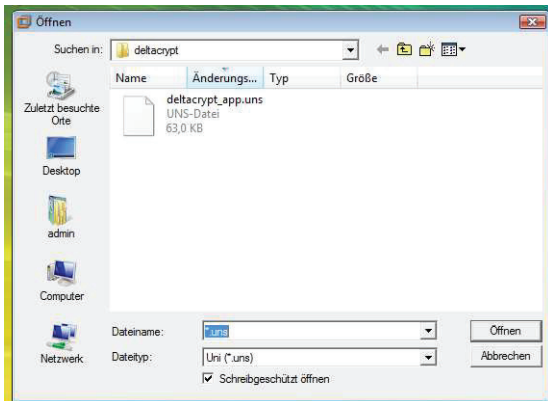 Öffnen
Suchen in: deltacrypt
Name Änderungs... Typ Größe
deltacrypt_app.uns
UNS-Datei
63,0 KB
Zuletzt besuchte
Orte
Desktop
admin
Computer
Netzwerk
Dateiname: *.uns Öffnen
Dateityp: Uni (*.uns) Abbrechen
Schreibgeschützt öffnen